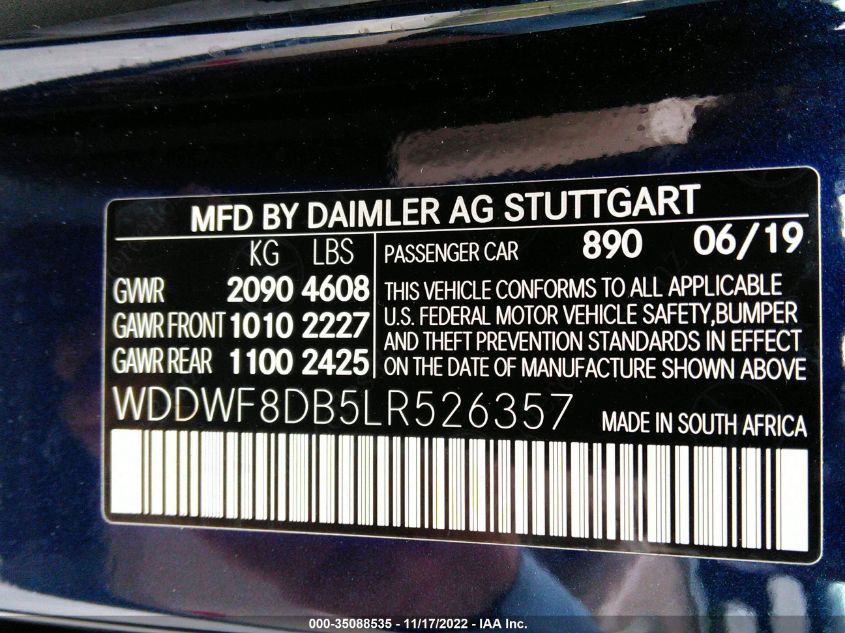 MFD BY DAIMLER AG STUTTGART
KG LBS
GVWR 2090 4608
GAWR FRONT 1010 2227
GAWR REAR 1100 2425
PASSENGER CAR 890 06/19
THIS VEHICLE CONFORMS TO ALL APPLICABLE
U.S. FEDERAL MOTOR VEHICLE SAFETY,BUMPER
AND THEFT PREVENTION STANDARDS IN EFFECT
ON THE DATE OF MANUFACTURE SHOWN ABOVE
WDDWF8DB5LR526357 MADE IN SOUTH AFRICA
000-35088535 - 11/17/2022 - IAA Inc.